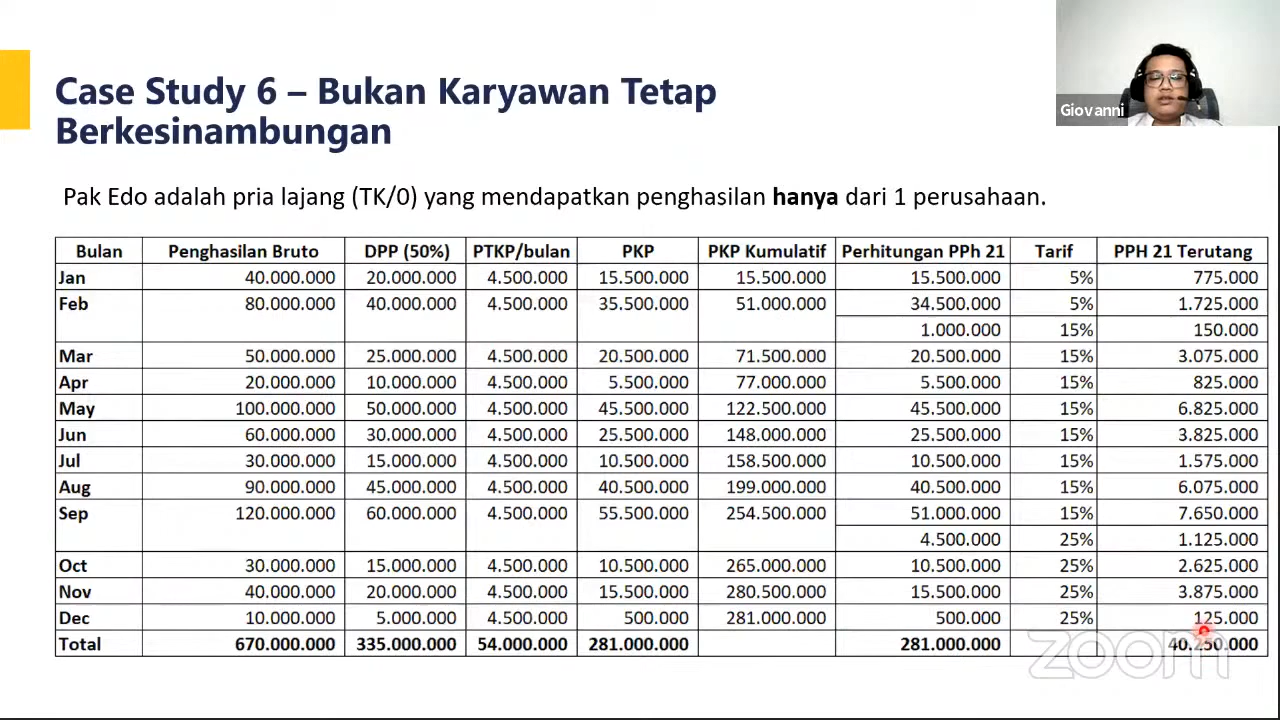 Giovanni
Case Study 6 – Bukan Karyawan Tetap
Berkesinambungan
Pak Edo adalah pria lajang (TK/0) yang mendapatkan penghasilan hanya dari 1 perusahaan.
Bulan Penghasilan Bruto DPP (50%) PTKP/bulan PKP PKP Kumulatif Perhitungan PPh 21 Tarif PPH 21 Terutang
Jan 40.000.000 20.000.000 4.500.000 15.500.000 15.500.000 15.500.000 5% 775.000
Feb 80.000.000 40.000.000 4.500.000 35.500.000 51.000.000 34.500.000 5% 1.725.000
1.000.000 15% 150.000
Mar 50.000.000 25.000.000 4.500.000 20.500.000 71.500.000 20.500.000 15% 3.075.000
Apr 20.000.000 10.000.000 4.500.000 5.500.000 77.000.000 5.500.000 15% 825.000
May 100.000.000 50.000.000 4.500.000 45.500.000 122.500.000 45.500.000 15% 6.825.000
Jun 60.000.000 30.000.000 4.500.000 25.500.000 148.000.000 25.500.000 15% 3.825.000
Jul 30.000.000 15.000.000 4.500.000 10.500.000 158.500.000 10.500.000 15% 1.575.000
Aug 90.000.000 45.000.000 4.500.000 40.500.000 199.000.000 40.500.000 15% 6.075.000
Sep 120.000.000 60.000.000 4.500.000 55.500.000 254.500.000 51.000.000 15% 7.650.000
4.500.000 25% 1.125.000
Oct 30.000.000 15.000.000 4.500.000 10.500.000 265.000.000 10.500.000 25% 2.625.000
Nov 40.000.000 20.000.000 4.500.000 15.500.000 280.500.000 15.500.000 25% 3.875.000
Dec 10.000.000 5.000.000 4.500.000 500.000 281.000.000 500.000 25% 125.000
Total 670.000.000 335.000.000 54.500.000 281.000.000 281.000.000 40.250.000
zoom